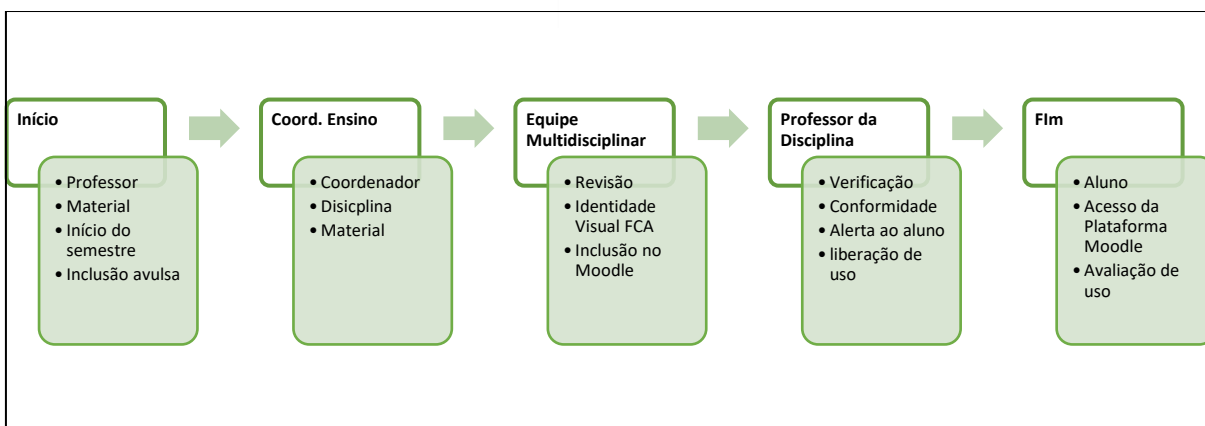 Início
• Professor
• Material
• Início do
semestre
• Inclusão avulsa
Coord. Ensino
• Coordenador
• Disicplina
• Material
Equipe
Multidisciplinar
• Revisão
• Identidade
Visual FCA
• Inclusão no
Moodle
Professor da
Disciplina
• Verificação
• Conformidade
• Alerta ao aluno
• liberação de
uso
FIm
• Aluno
• Acesso da
Plataforma
Moodle
• Avaliação de
uso